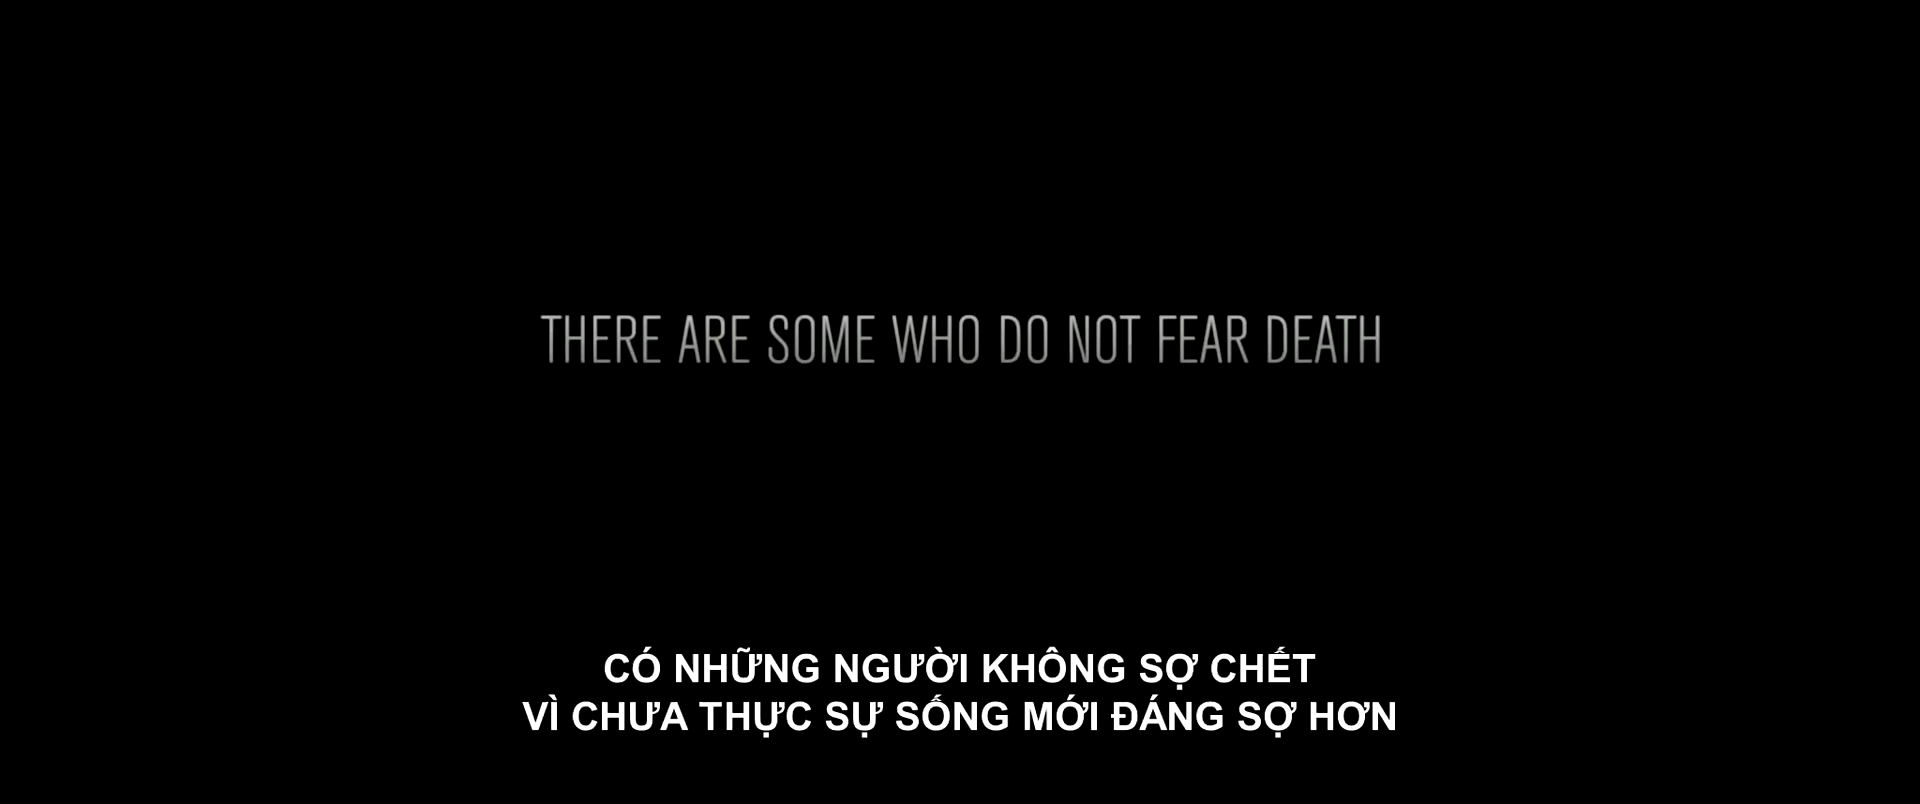 THERE ARE SOME WHO DO NOT FEAR DEATH
CÓ NHỮNG NGƯỜI KHÔNG SỢ CHẾT
VÌ CHƯA THỰC SỰ SỐNG MỚI ĐÁNG SỢ HƠN